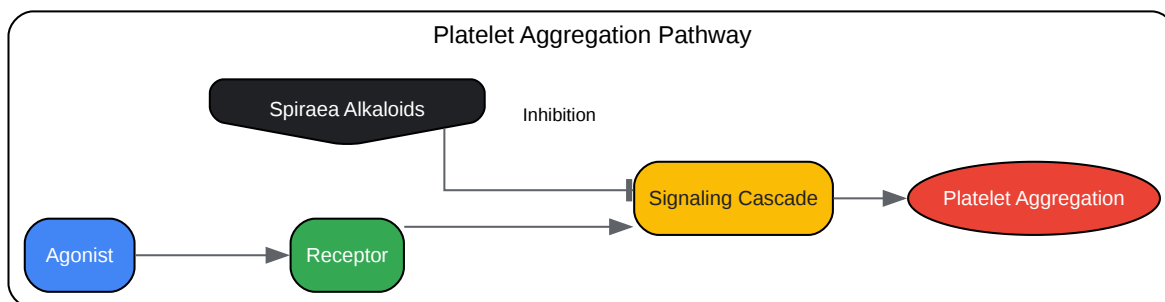 Platelet Aggregation Pathway
Spiraea Alkaloids
Inhibition
Signaling Cascade
Platelet Aggregation
Agonist
Receptor